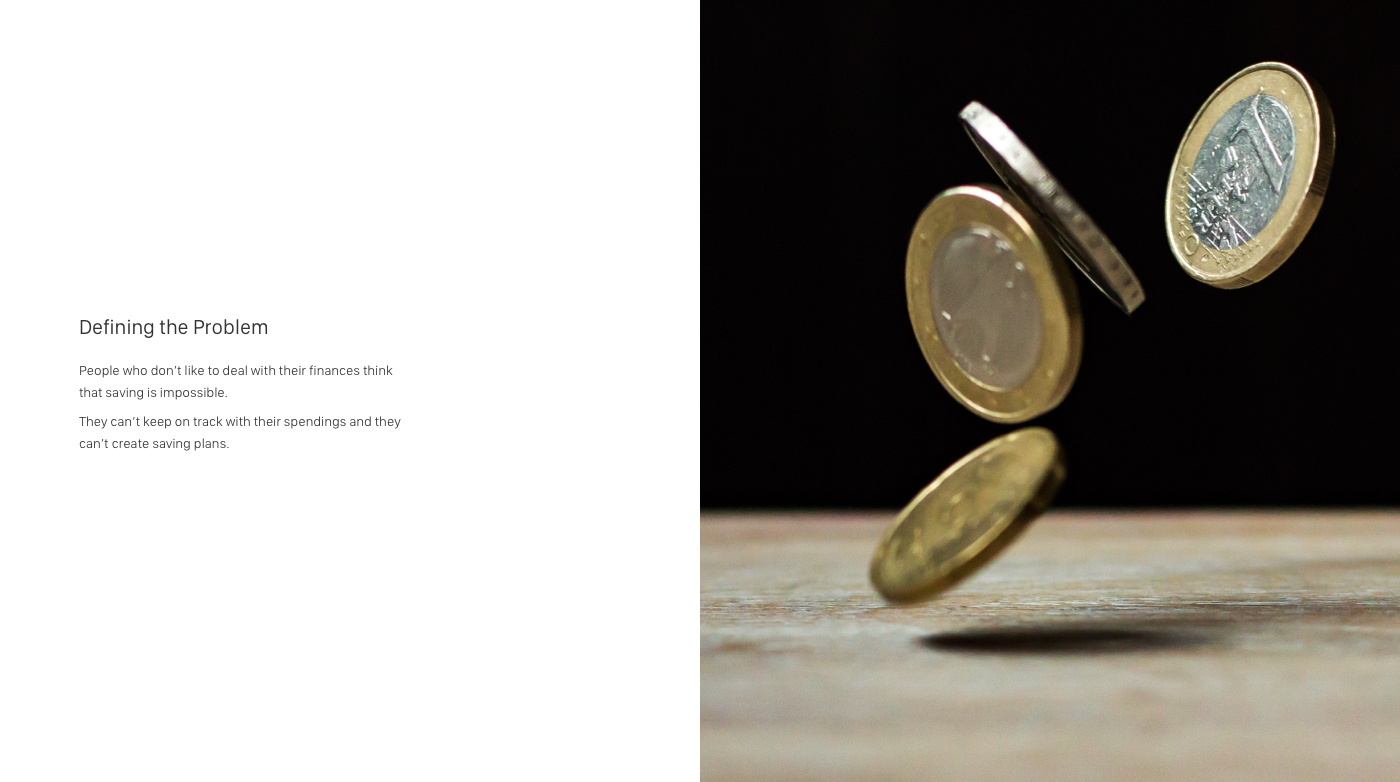 Defining the Problem
People who don't like to deal with their finances think
that saving is impossible.
They can't keep on track with their spendings and they
can't create saving plans.